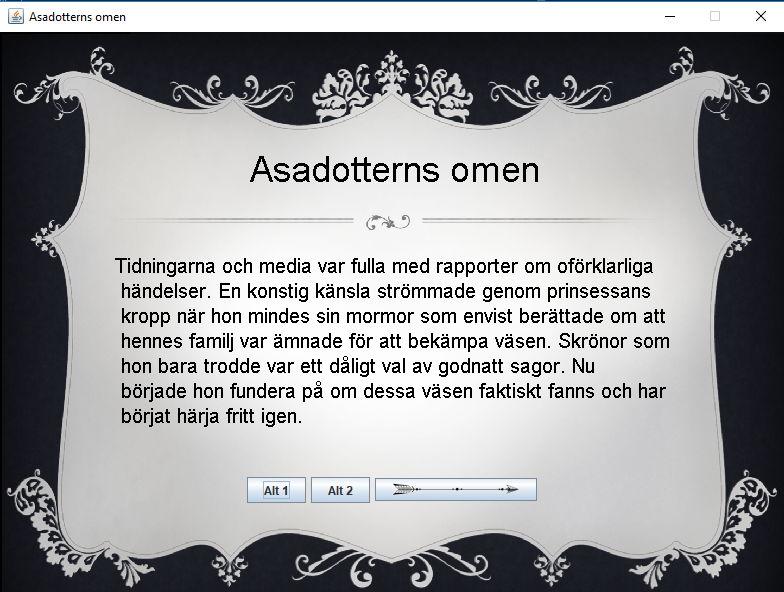 Asadotterns omen
Asadotterns omen
Tidningarna och media var fulla med rapporter om oförklarliga
händelser. En konstig känsla strömmade genom prinsessans
kropp när hon mindes sin mormor som envist berättade om att
hennes familj var ämnade för att bekämpa väsen. Skrönor som
hon bara trodde var ett dåligt val av godnatt sagor. Nu
började hon fundera på om dessa väsen faktiskt fanns och har
börjat härja fritt igen.
Alt 1 Alt 2